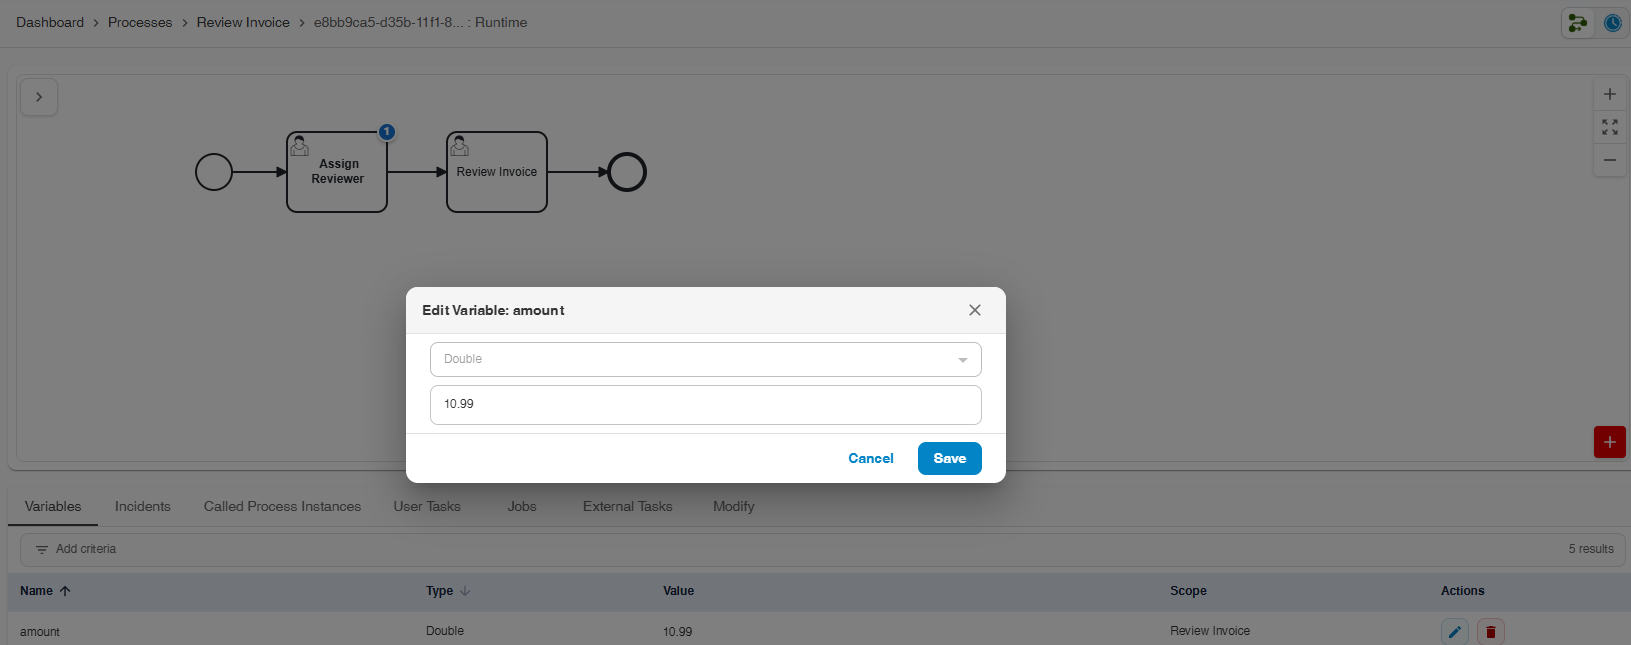 Dashboard > Processes > Review Invoice > e8bb9ca5-d35b-11f1-8... : Runtime
1
Assign
Reviewer
Review Invoice
Edit Variable: amount
Double
10.99
Cancel
Save
Variables
Incidents
Called Process Instances
User Tasks
Jobs
External Tasks
Modify
Add criteria
5 results
Name
Type
Value
Scope
Actions
amount
Double
10.99
Review Invoice